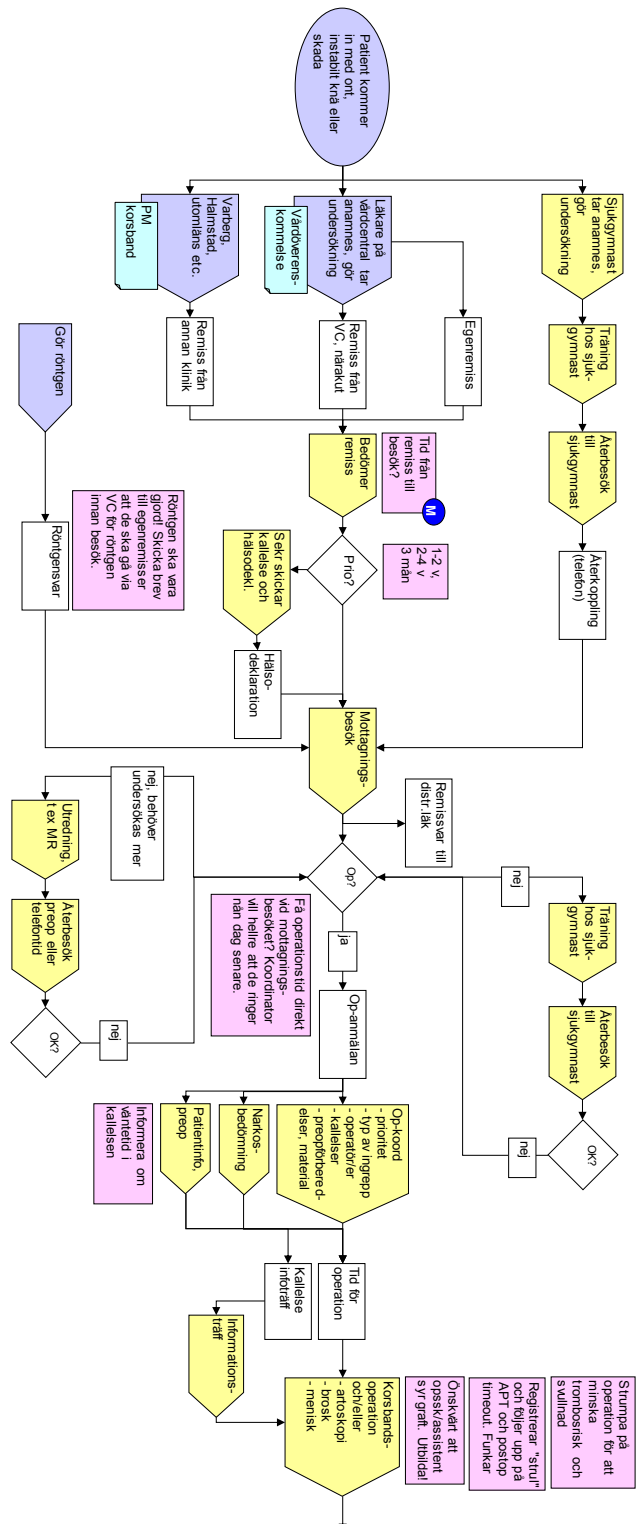 Patient kommer
in med ont,
instabilt knä eller
skada
Sjukgymnast
tar anamnes,
gör
undersökning
Träning
hos sjuk-
gymnast
Återbesök
till
sjukgymnast
Återkoppling
(telefon)
Läkare på
vårdcentral tar
anamnes, gör
undersökning
Vårdöverens-
kommelse
Egenremiss
Remiss från
VC, närakut
Varberg,
Halmstad,
utomläns etc.
PM
korsband
Remiss från
annan klinik
Gör röntgen
Röntgensvar
Röntgen ska vara
gjord! Skicka brev
till egenremisser
att de ska gå via
VC för röntgen
innan besök.
Tid från
remiss till
besök?
M
Bedömer
remiss
1-2 v,
2-4 v
3 mån
Prio?
Sekr skickar
kallelse och
hälsodekl.
Hälso-
deklaration
Mottagnings-
besök
Remissvar till
distr.läk
Op?
nej
Träning
hos sjuk-
gymnast
Återbesök
till
sjukgymnast
OK?
nej
nej, behöver
undersökas mer
Utredning,
t ex MR
Återbesök
preop eller
telefontid
OK?
nej
ja
Få operationstid direkt
vid mottagnings-
besöket? Koordinator
vill hellre att de ringer
nån dag senare.
Op-anmälan
Op-koord
- prioritet
- typ av ingrepp
- operatör/er
- kallelser
- preopförbered-
elser, material
Narkos-
bedömning
Patientinfo,
preop
Informera om
väntetid i
kallelsen
Tid för
operation
Kallelse
infoträff
Informations-
träff
Korsbands-
operation
och/eller
- artoskopi
- brosk
- menisk
Strumpa på
operation för att
minska
trombosrisk och
svullnad
Registrerar "strul"
och följer upp på
APT och postop
timeout. Funkar
Önskvärt att
opssk/assistent
syr graft. Utbilda!